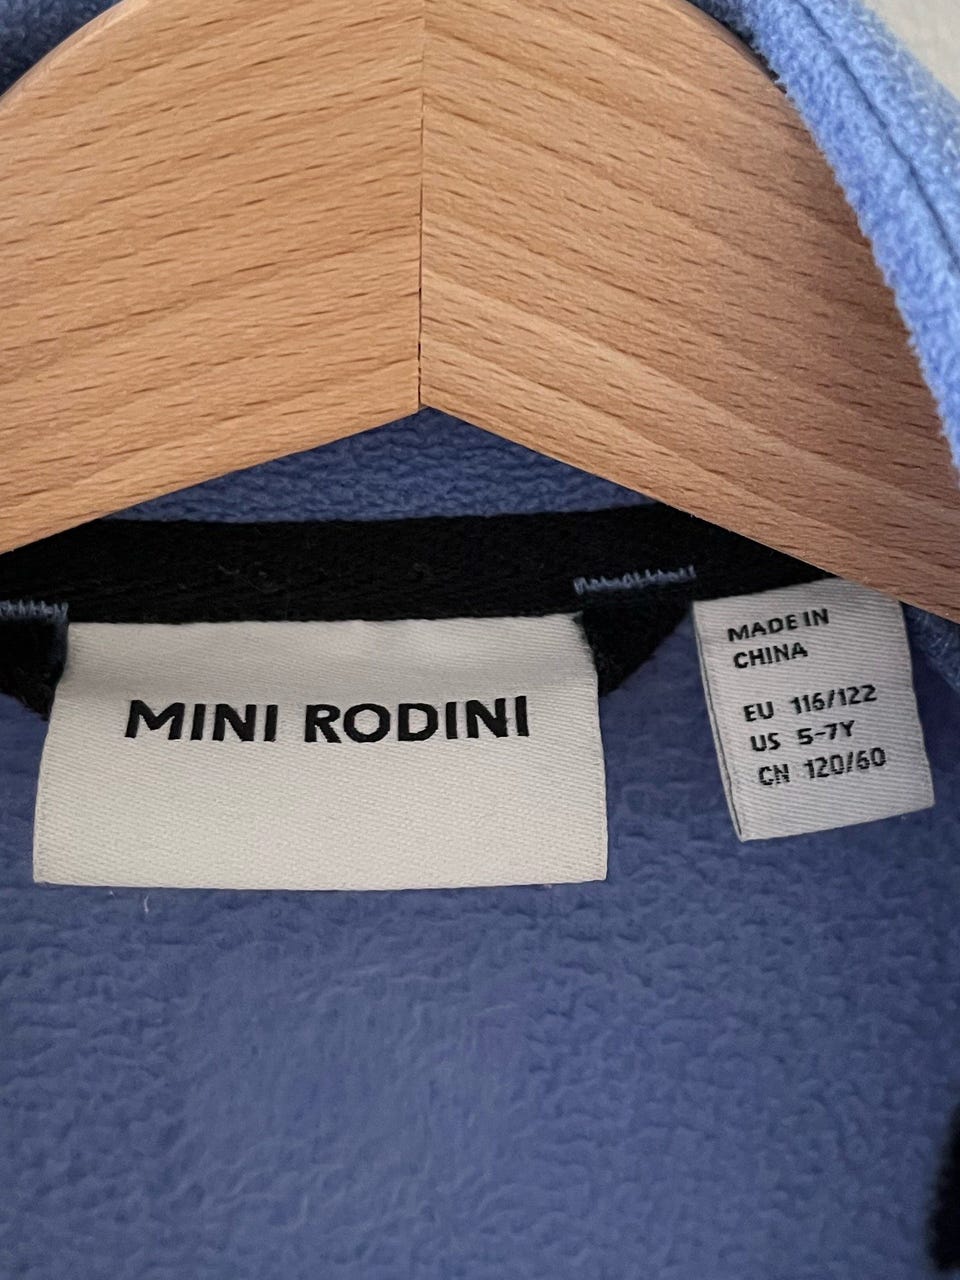 MINI RODINI
MADE IN
CHINA
EU 116/122
US 5-7Y
CN 120/60